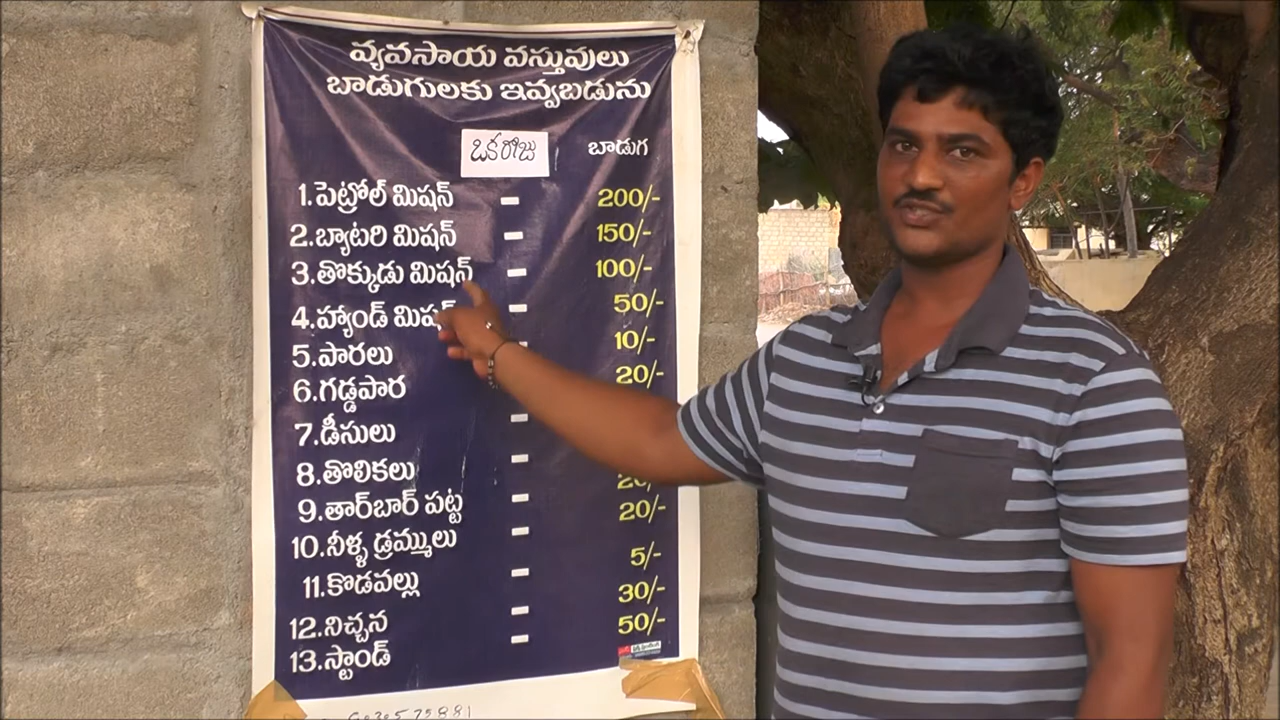 వ్యవసాయ వస్తువులు
బాడుగులకు ఇవ్వబడును
ఒకరోజు బాడుగ
1.పెట్రోల్ మిషన్ - 200/-
2.బ్యాటరి మిషన్ - 150/-
3.తొక్కుడు మిషన్ - 100/-
4.హ్యాండ్ మిషన్ - 50/-
5.పారలు - 10/-
6.గడ్డపార 20/-
7.డీసులు -
8.తొలికలు - 20/-
9.తార్‌బార్ పట్ట - 20/-
10.నీళ్ళ డ్రమ్ములు - 5/-
11.కొడవల్లు - 30/-
12.నిచ్చన - 50/-
13.స్టాండ్ -